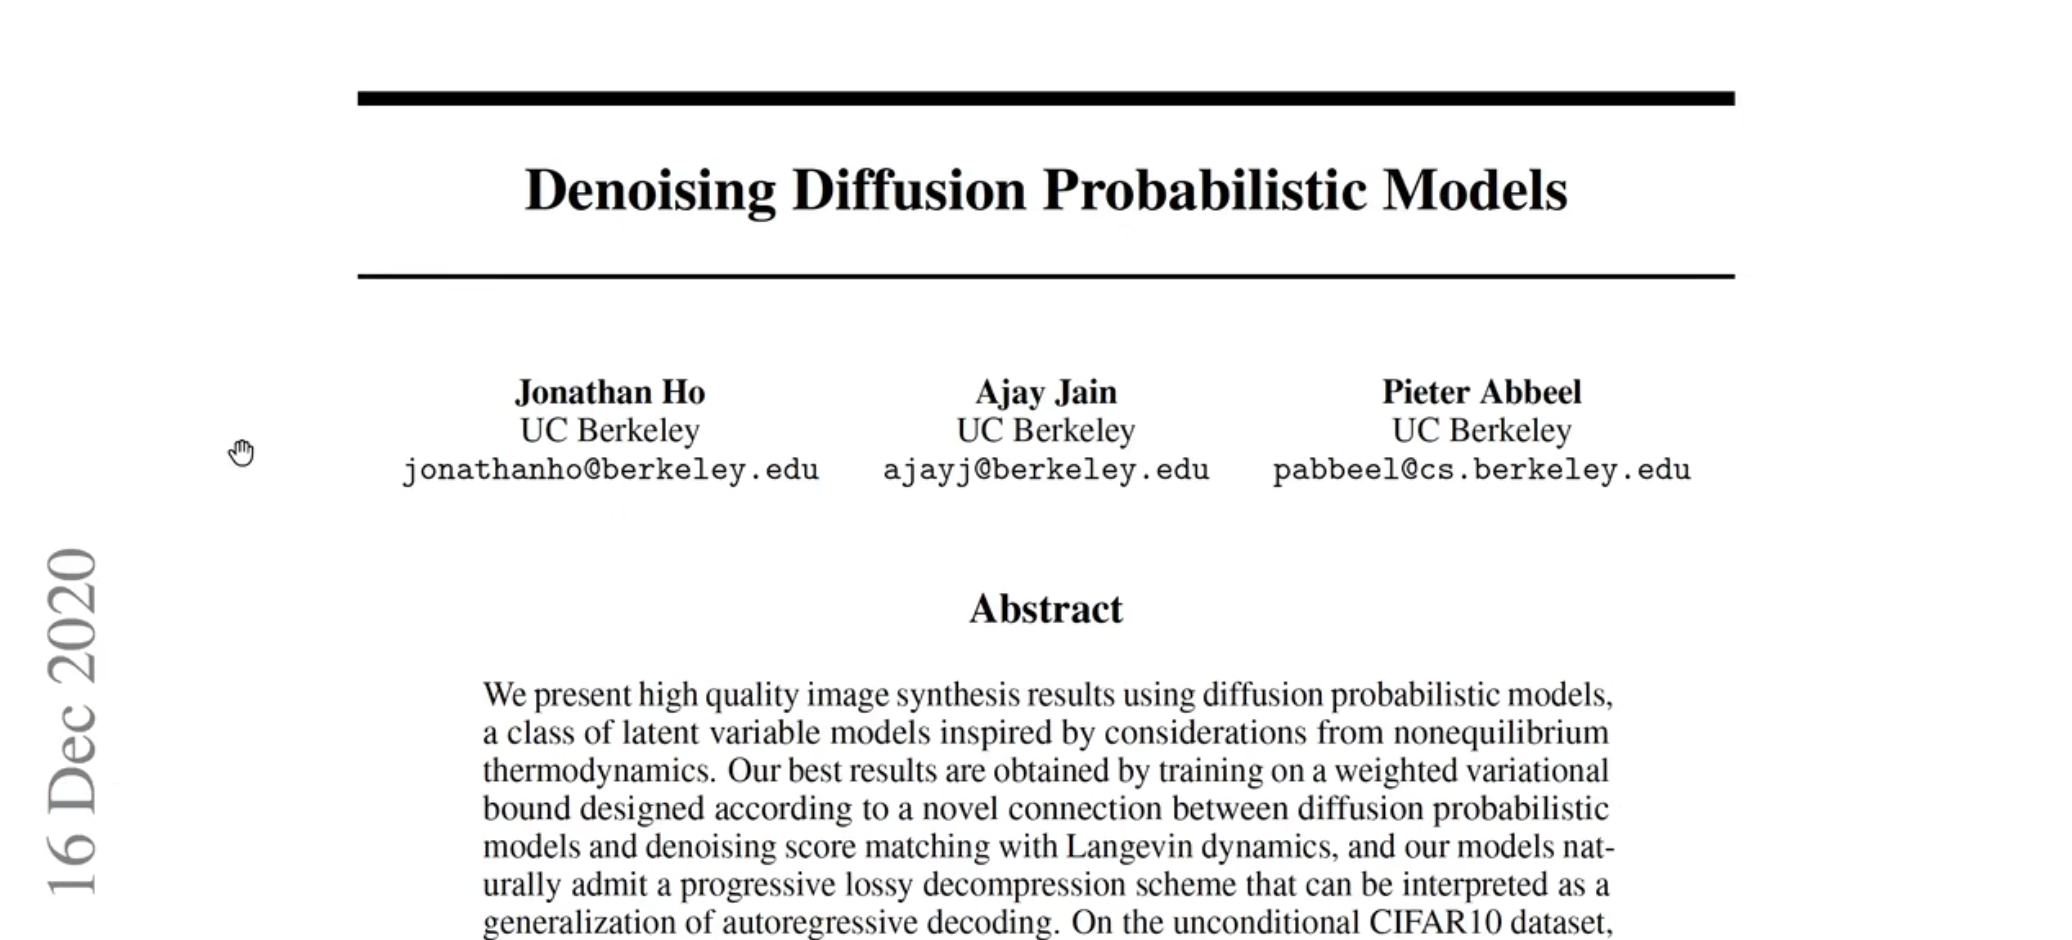 Denoising Diffusion Probabilistic Models
Jonathan Ho
UC Berkeley
jonathanho@berkeley.edu
Ajay Jain
UC Berkeley
ajayj@berkeley.edu
Pieter Abbeel
UC Berkeley
pabbeel@cs.berkeley.edu
16 Dec 2020
Abstract
We present high quality image synthesis results using diffusion probabilistic models,
a class of latent variable models inspired by considerations from nonequilibrium
thermodynamics. Our best results are obtained by training on a weighted variational
bound designed according to a novel connection between diffusion probabilistic
models and denoising score matching with Langevin dynamics, and our models nat-
urally admit a progressive lossy decompression scheme that can be interpreted as a
generalization of autoregressive decoding. On the unconditional CIFAR10 dataset,